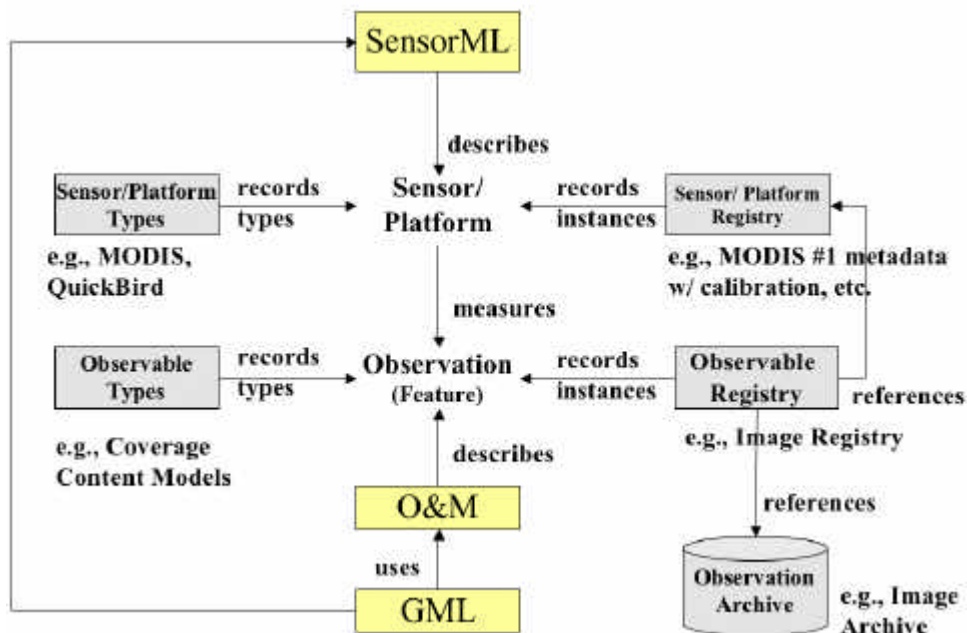 SensorML
describes
Sensor/Platform
Types
records
types
Sensor/
Platform
records
instances
Sensor/ Platform
Registry
e.g., MODIS,
QuickBird
e.g., MODIS #1 metadata
w/ calibration, etc.
measures
Observable
Types
records
types
Observation
(Feature)
records
instances
Observable
Registry
references
e.g., Coverage
Content Models
e.g., Image Registry
describes
O&M
references
uses
GML
Observation
Archive
e.g., Image
Archive